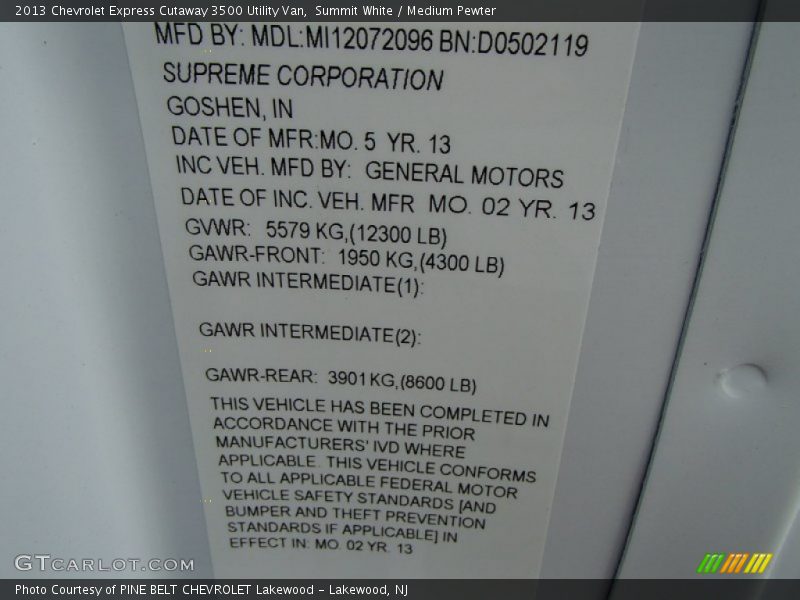 2013 Chevrolet Express Cutaway 3500 Utility Van,  Summit White / Medium Pewter
MFD BY: MDL:MI12072096 BN:D0502119
SUPREME CORPORATION
GOSHEN, IN
DATE OF MFR:MO. 5 YR. 13
INC VEH. MFD BY: GENERAL MOTORS
DATE OF INC. VEH. MFR MO. 02 YR. 13
GVWR: 5579 KG,(12300 LB)
GAWR-FRONT: 1950 KG,(4300 LB)
GAWR INTERMEDIATE(1):
GAWR INTERMEDIATE(2):
GAWR-REAR: 3901 KG,(8600 LB)
THIS VEHICLE HAS BEEN COMPLETED IN
ACCORDANCE WITH THE PRIOR
MANUFACTURERS' IVD WHERE
APPLICABLE. THIS VEHICLE CONFORMS
TO ALL APPLICABLE FEDERAL MOTOR
VEHICLE SAFETY STANDARDS [AND
BUMPER AND THEFT PREVENTION
STANDARDS IF APPLICABLE] IN
EFFECT IN: MO. 02 YR. 13
GTCARLOT.COM
Photo Courtesy of PINE BELT CHEVROLET Lakewood - Lakewood, NJ